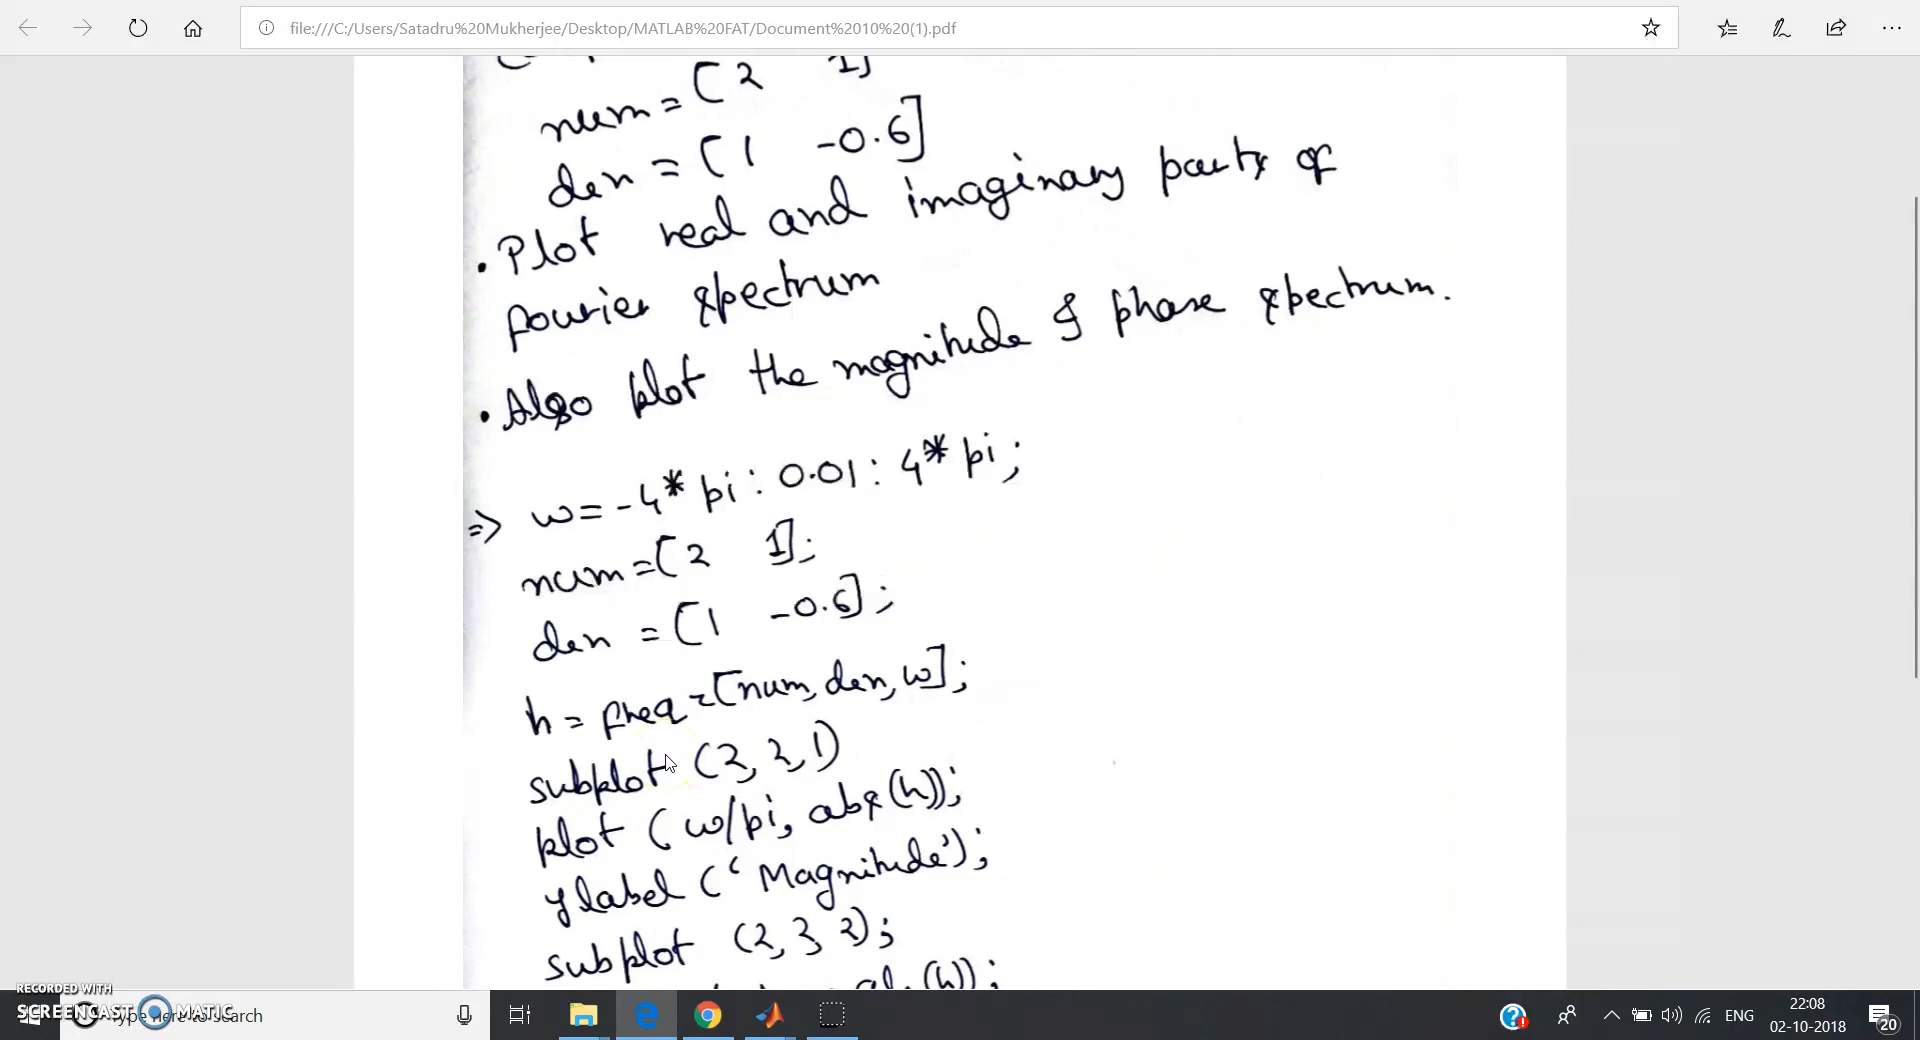 file:///C:/Users/Satadru%20Mukherjee/Desktop/MATLAB%20FAT/Document%2010%20(1).pdf
num = [2 1]
den = [1 -0.6]
• Plot real and imaginary parts of
fourier spectrum
• Also plot the magnitude & phase spectrum.
=> w = -4* pi : 0.01 : 4* pi ;
num = [2 1];
den = [1 -0.6];
h = freqz[num, den, w];
subplot (2, 2, 1)
plot (w/pi, abs(h));
ylabel ('Magnitude');
subplot (2, 2, 2);
(h));
RECORDED WITH
SCREENCAST MATIC
Type here to search
ENG
22:08
02-10-2018
20